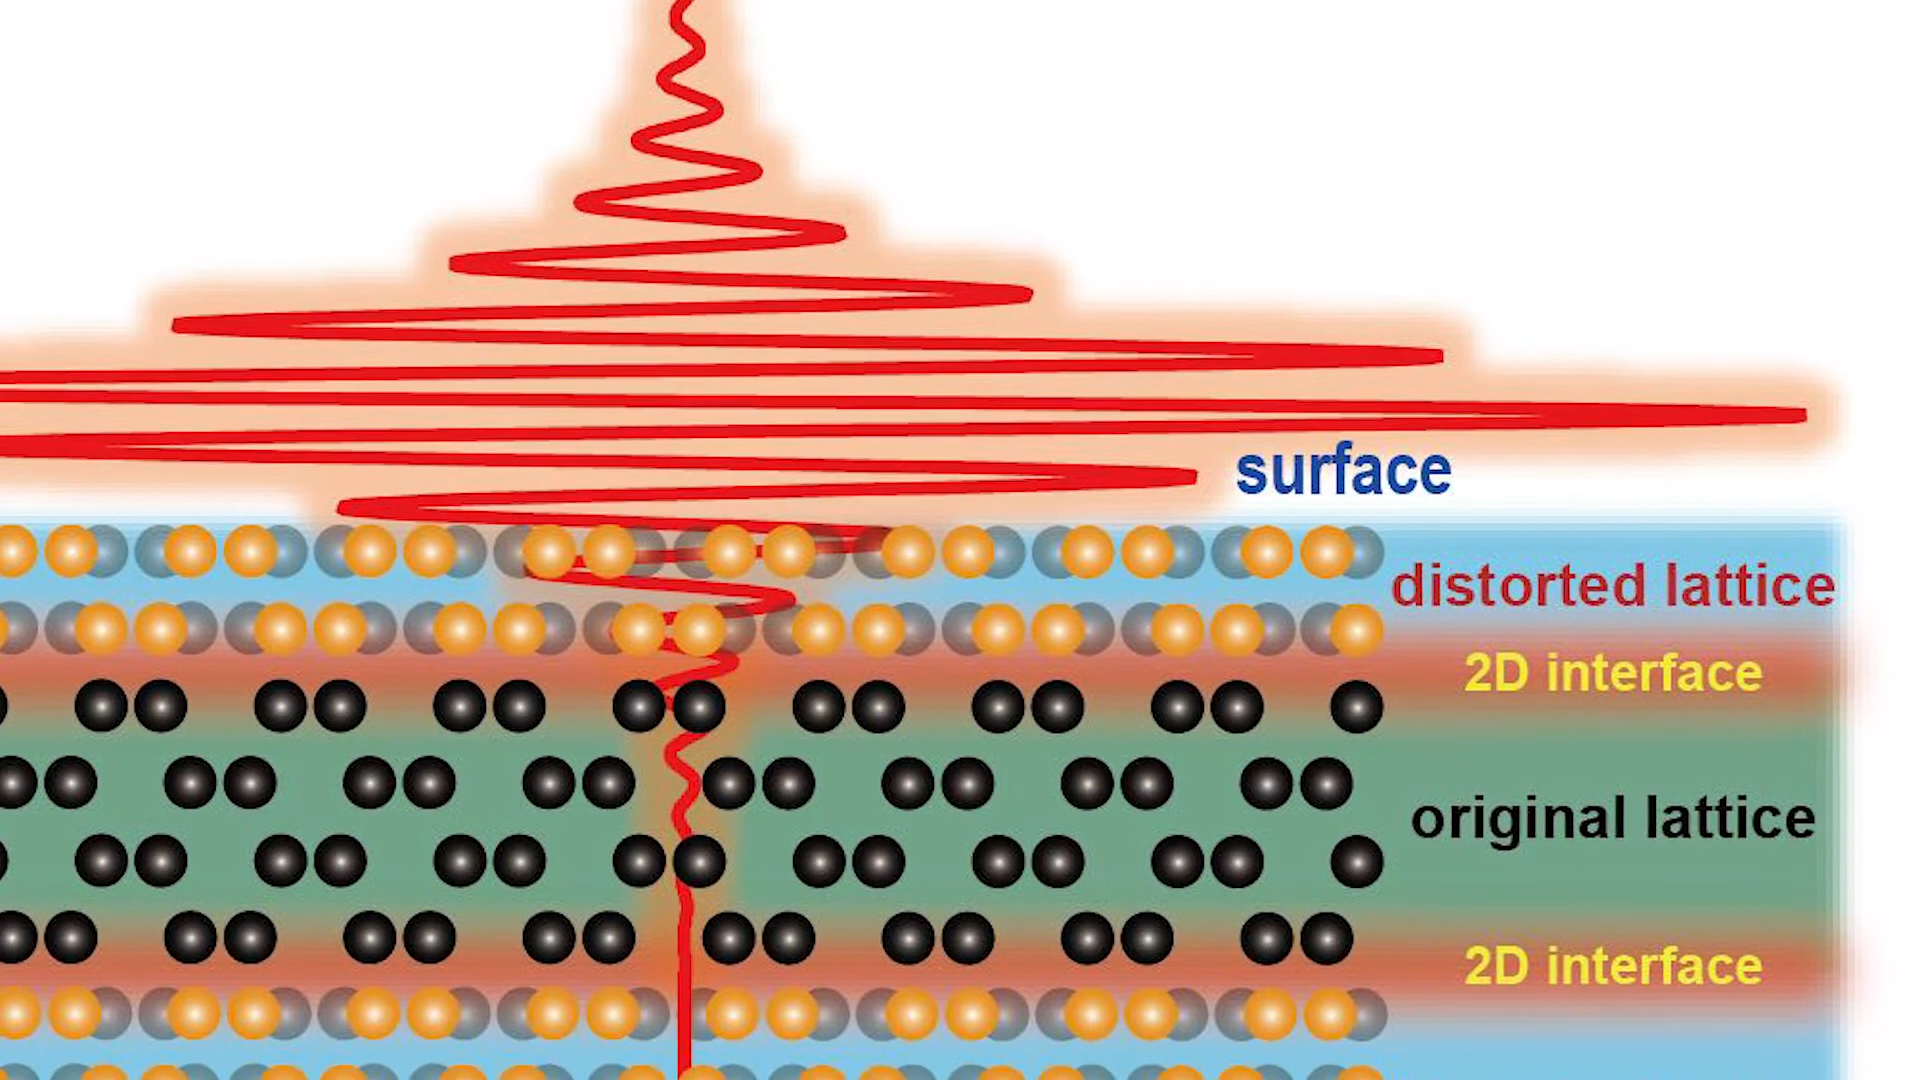 surface
distorted lattice
2D interface
original lattice
2D interface